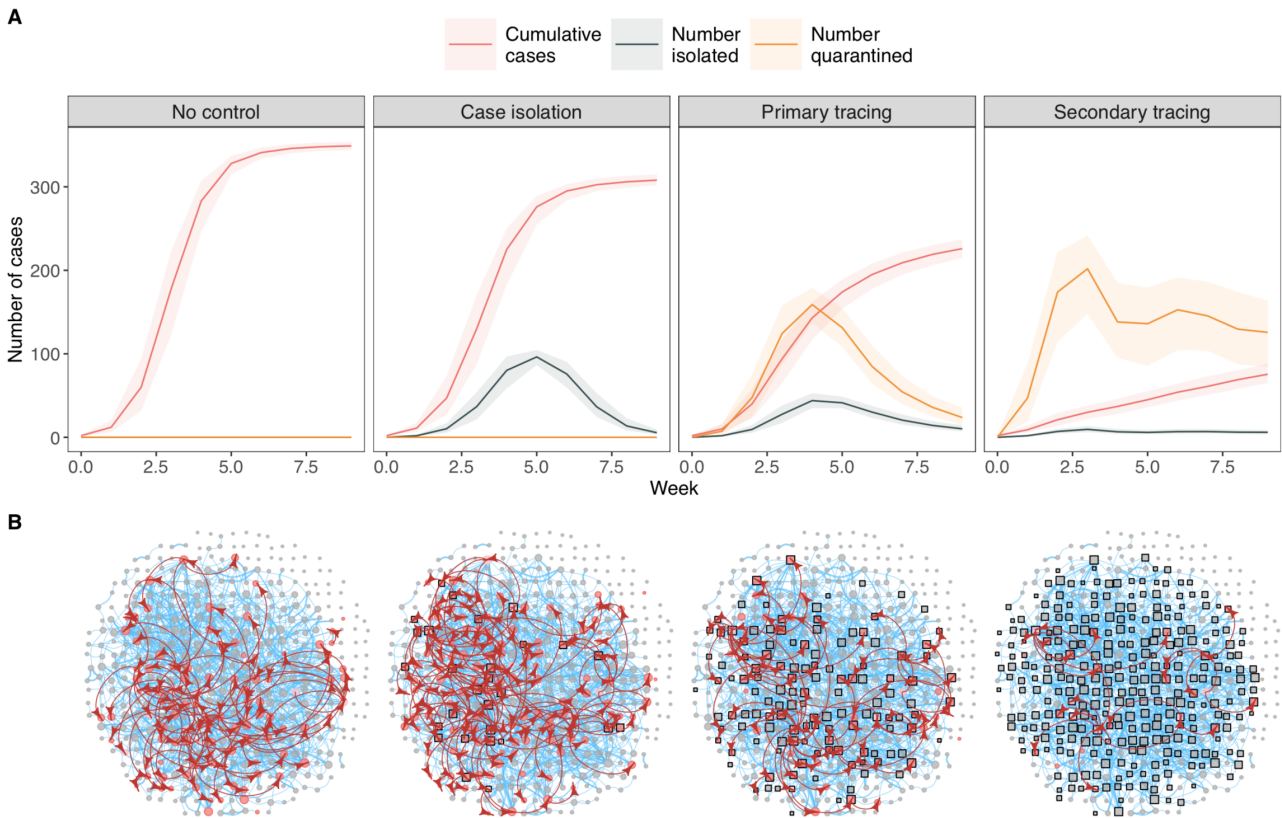 A
Cumulative cases
Number isolated
Number quarantined
No control
Case isolation
Primary tracing
Secondary tracing
Number of cases
300
200
100
0
0.0 2.5 5.0 7.5
0.0 2.5 5.0 7.5
0.0 2.5 5.0 7.5
0.0 2.5 5.0 7.5
Week
B